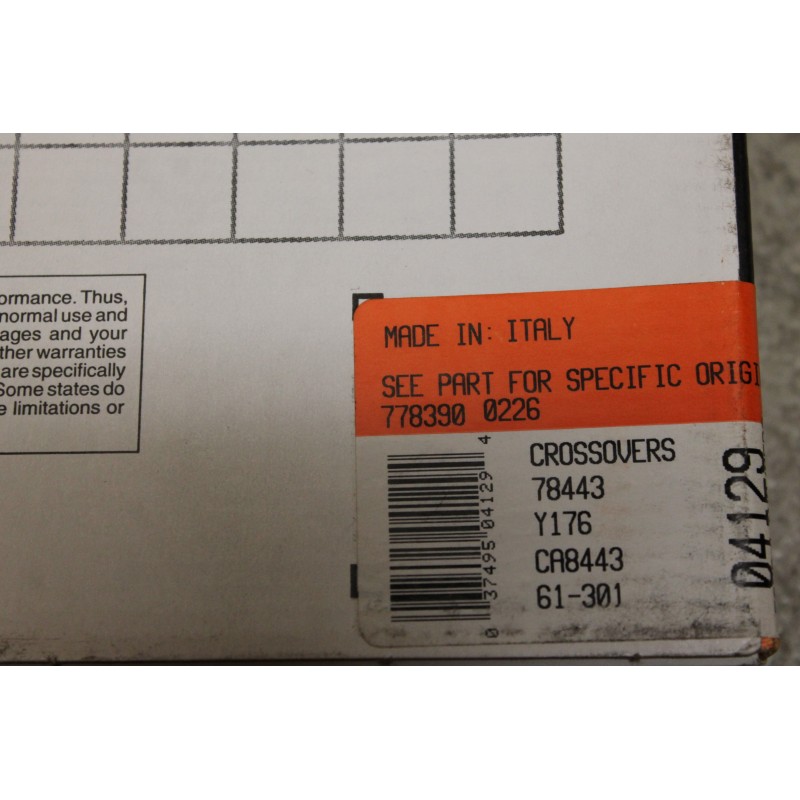 ormance. Thus,
normal use and
ages and your
ther warranties
are specifically
Some states do
e limitations or
MADE IN: ITALY
SEE PART FOR SPECIFIC ORIGI
778390 0226
CROSSOVERS
78443
Y176
CA8443
61-301
0 37495 04129 4
04129